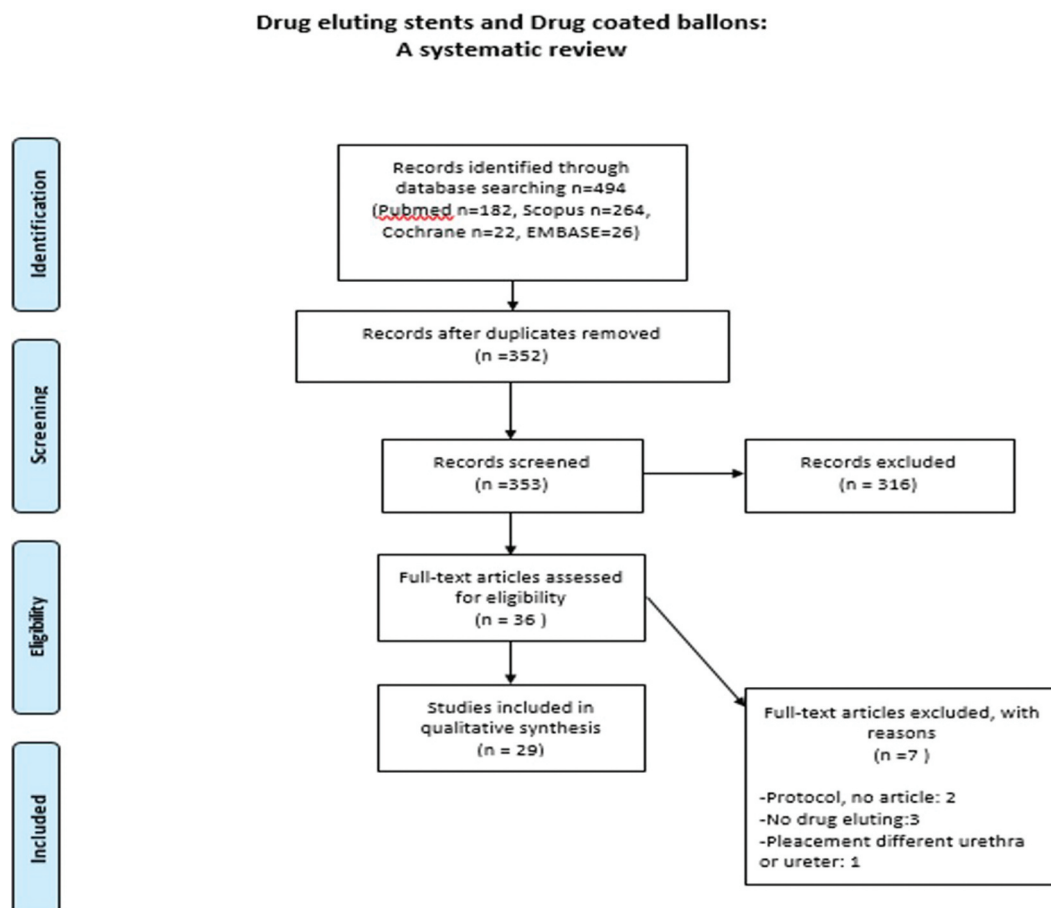 Drug eluting stents and Drug coated ballons:
A systematic review
Identification
Records identified through
database searching n=494
(Pubmed n=182, Scopus n=264,
Cochrane n=22, EMBASE=26)
Records after duplicates removed
(n =352)
Screening
Records screened
(n =353)
Records excluded
(n = 316)
Eligibility
Full-text articles assessed
for eligibility
(n = 36 )
Studies included in
qualitative synthesis
(n = 29)
Full-text articles excluded, with
reasons
(n =7 )
-Protocol, no article: 2
-No drug eluting:3
-Pleacement different urethra
or ureter: 1
Included